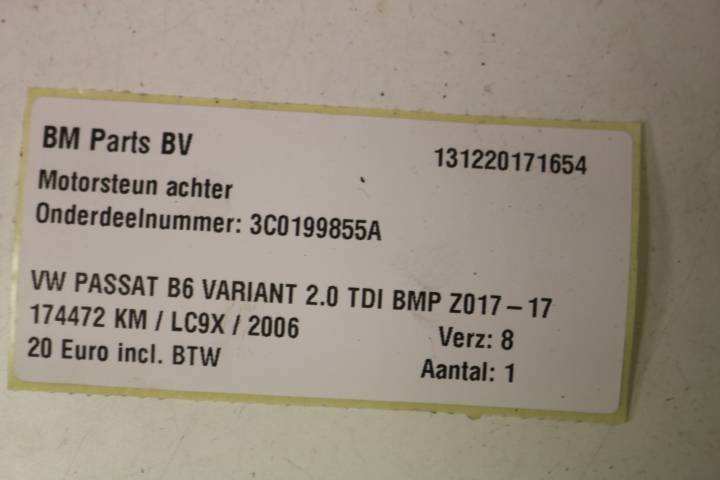 BM Parts BV
131220171654
Motorsteun achter
Onderdeelnummer: 3C0199855A
VW PASSAT B6 VARIANT 2.0 TDI BMP Z017-17
174472 KM / LC9X / 2006
Verz: 8
20 Euro incl. BTW
Aantal: 1